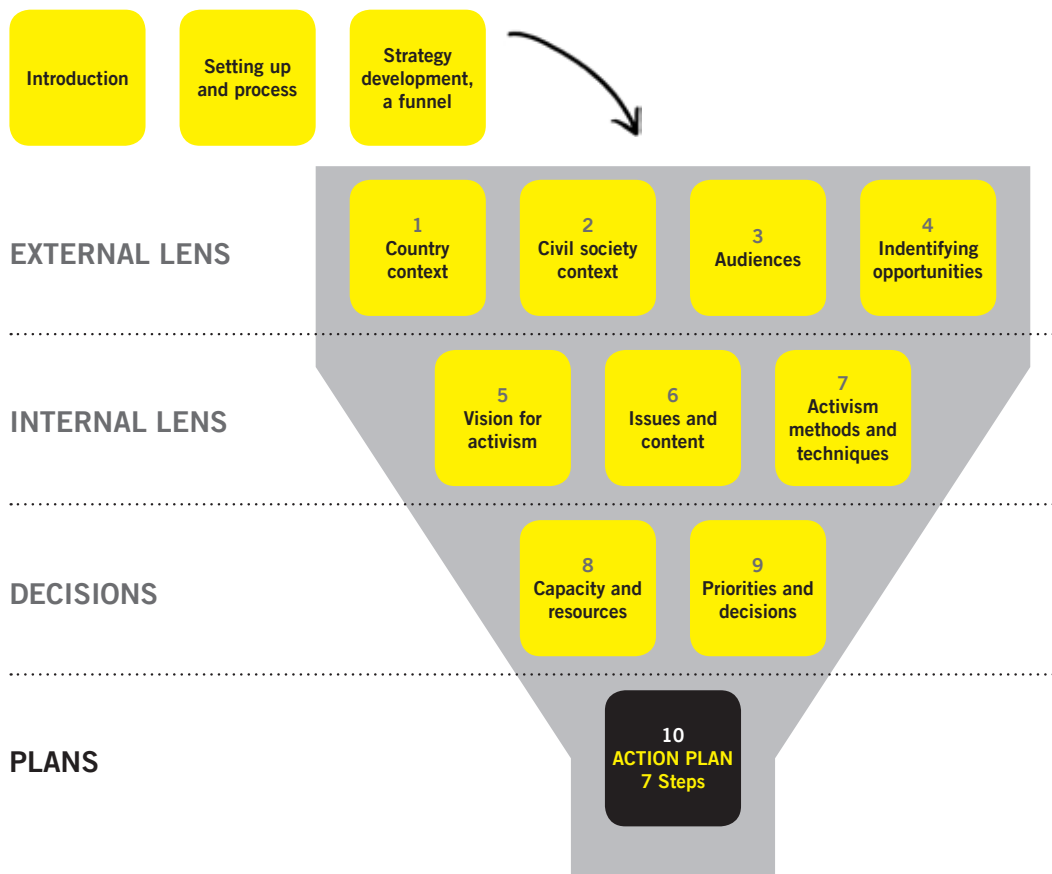 Introduction
Setting up
and process
Strategy
development,
a funnel
EXTERNAL LENS
1
Country
context
2
Civil society
context
3
Audiences
4
Indentifying
opportunities
INTERNAL LENS
5
Vision for
activism
6
Issues and
content
7
Activism
methods and
techniques
DECISIONS
8
Capacity and
resources
9
Priorities and
decisions
PLANS
10
ACTION PLAN
7 Steps